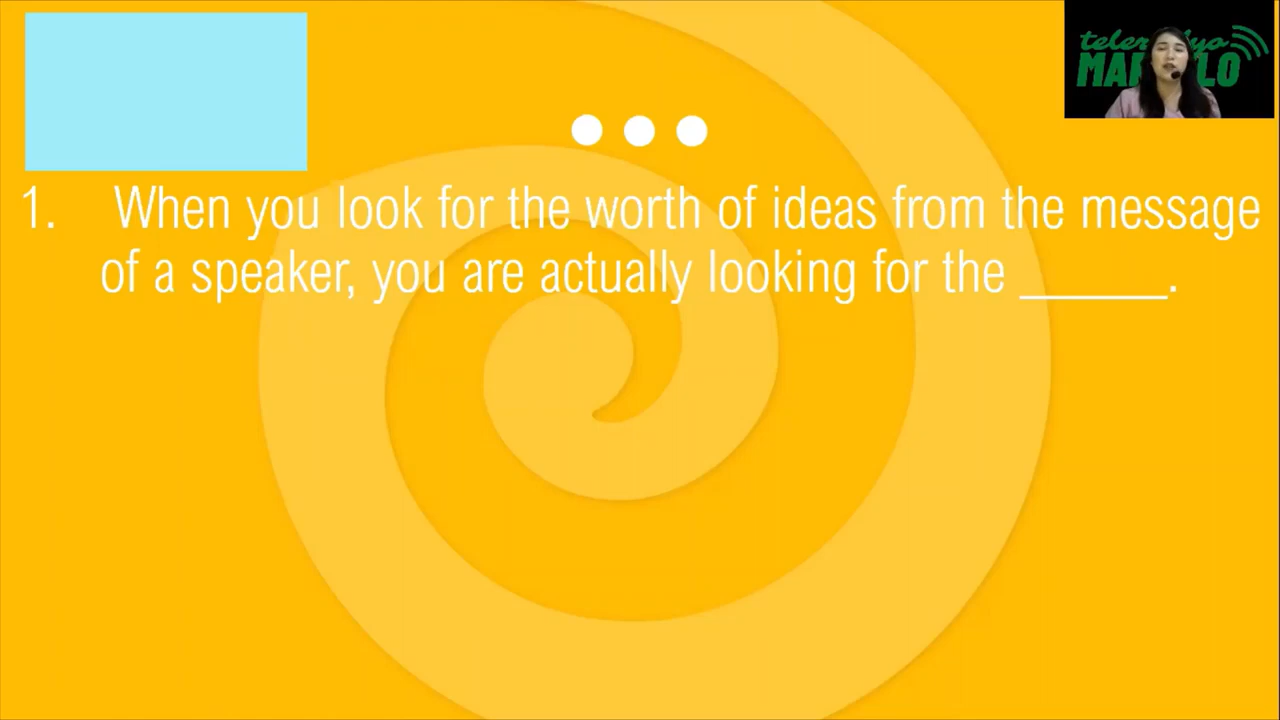 1. When you look for the worth of ideas from the message
of a speaker, you are actually looking for the ______.